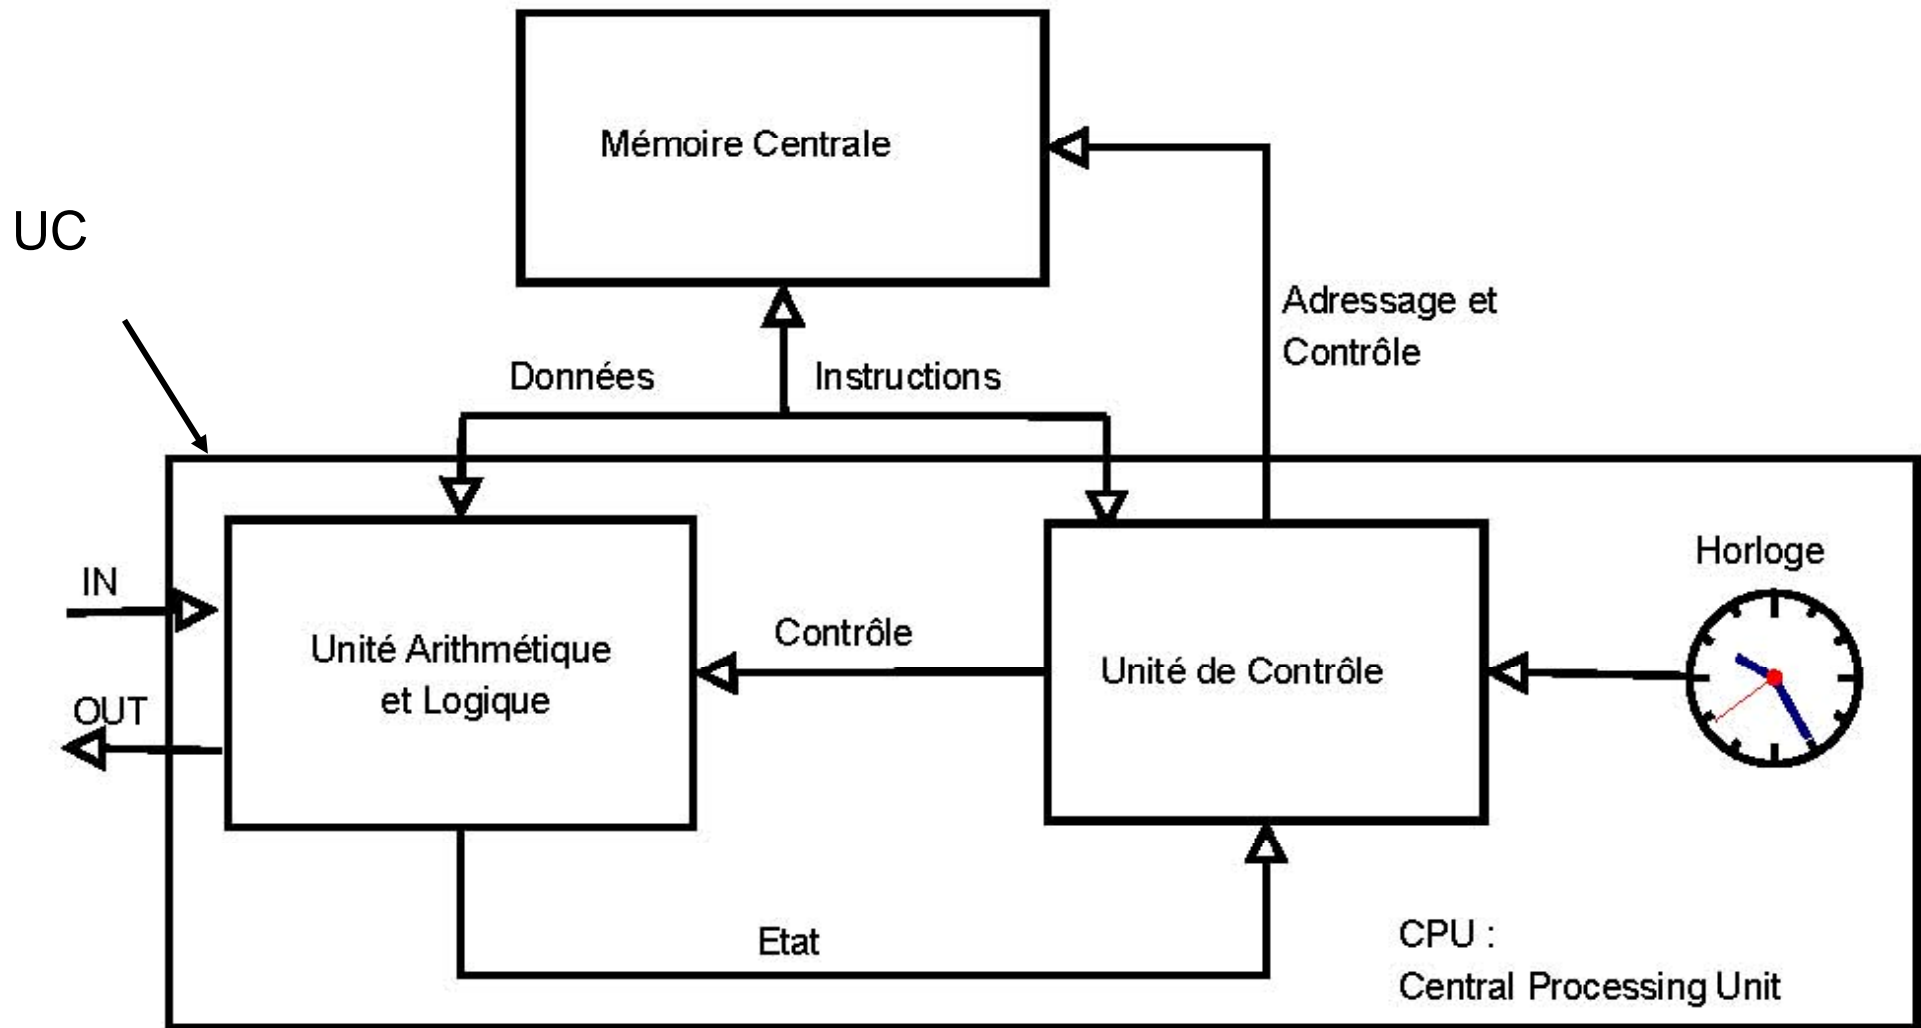 Mémoire Centrale
UC
Adressage et
Contrôle
Données
Instructions
Horloge
IN
Contrôle
Unité Arithmétique
et Logique
Unité de Contrôle
OUT
Etat
CPU :
Central Processing Unit